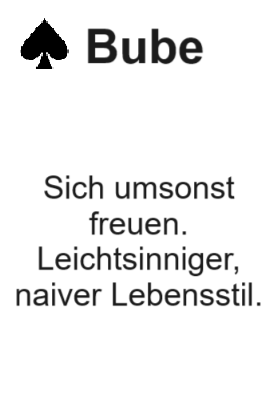 ♠ Bube
Sich umsonst
freuen.
Leichtsinniger,
naiver Lebensstil.